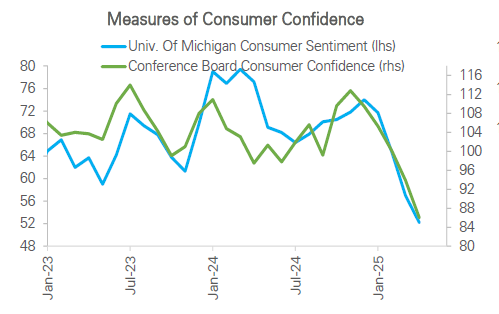 Measures of Consumer Confidence
Univ. Of Michigan Consumer Sentiment (lhs)
Conference Board Consumer Confidence (rhs)
80
76
72
68
64
60
56
52
48
116
112
108
104
100
96
92
88
84
80
Jan-23
Jul-23
Jan-24
Jul-24
Jan-25